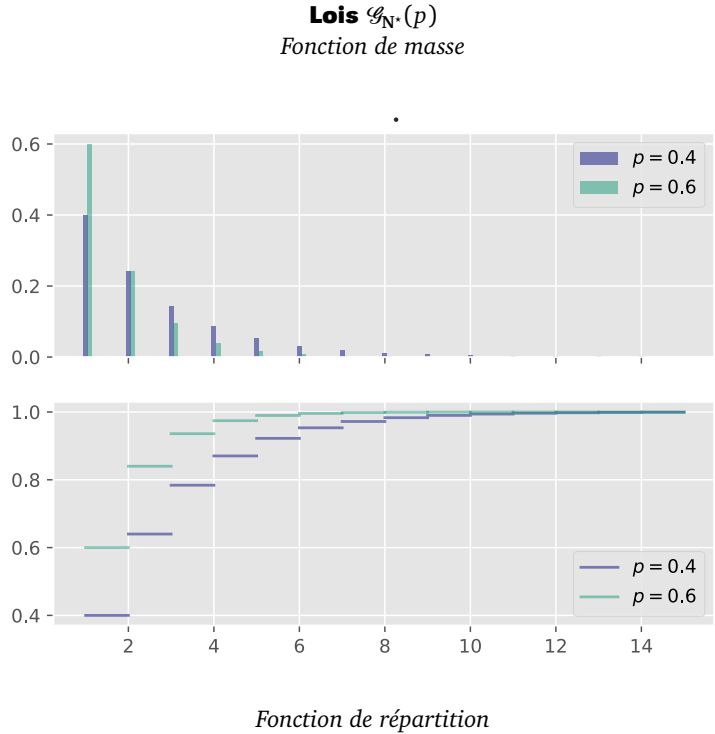 Lois 𝒢_N⋆(p)
Fonction de masse
.
0.6
0.4
0.2
0.0
p = 0.4
p = 0.6
1.0
0.8
0.6
0.4
p = 0.4
p = 0.6
2 4 6 8 10 12 14
Fonction de répartition